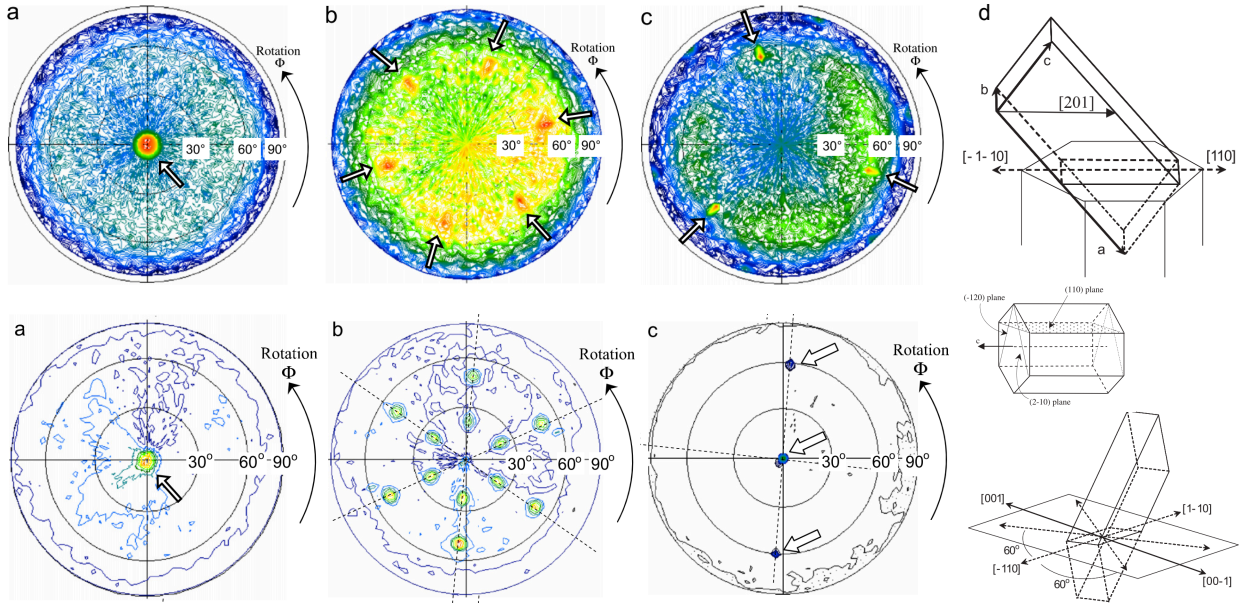 a
b
c
d
Rotation
Φ
30°
60°
90°
Rotation
Φ
30°
60°
90°
Rotation
Φ
30°
60°
90°
c
b
[201]
[- 1- 10]
[110]
a
(-120) plane
(110) plane
c
(2-10) plane
a
b
c
Rotation
Φ
30°
60°
90°
Rotation
Φ
30°
60°
90°
Rotation
Φ
30°
60°
90°
[001]
[1- 10]
60°
[-110]
60°
[00-1]